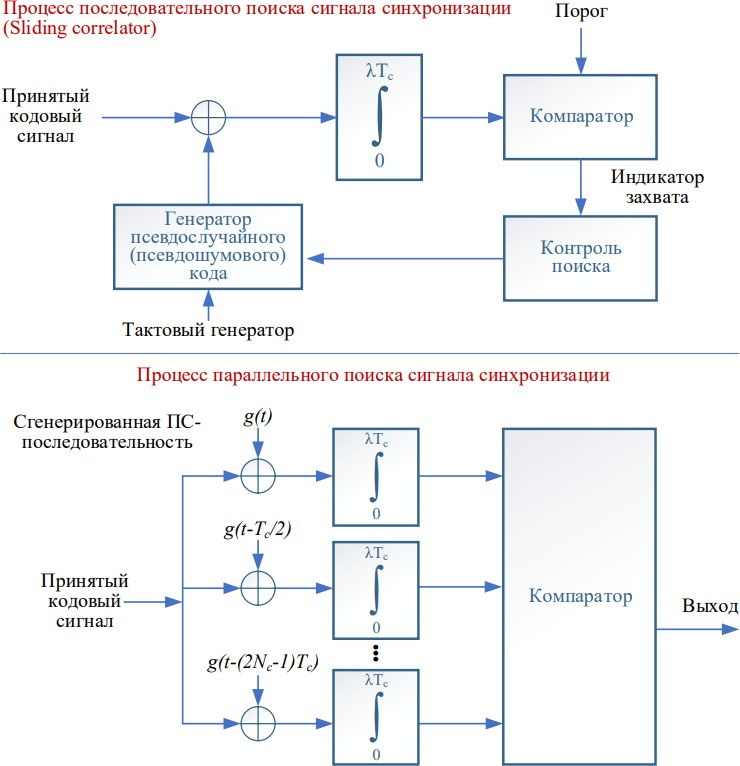 Процесс последовательного поиска сигнала синхронизации
(Sliding correlator)
Порог
Принятый
кодовый
сигнал
λTc
∫
0
Компаратор
Индикатор
захвата
Генератор
псевдослучайного
(псевдошумового)
кода
Контроль
поиска
Тактовый генератор
Процесс параллельного поиска сигнала синхронизации
Сгенерированная ПС-
последовательность
g(t)
λTc
∫
0
g(t-Tc/2)
λTc
∫
0
Принятый
кодовый
сигнал
Компаратор
Выход
g(t-(2Nc-1)Tc)
λTc
∫
0